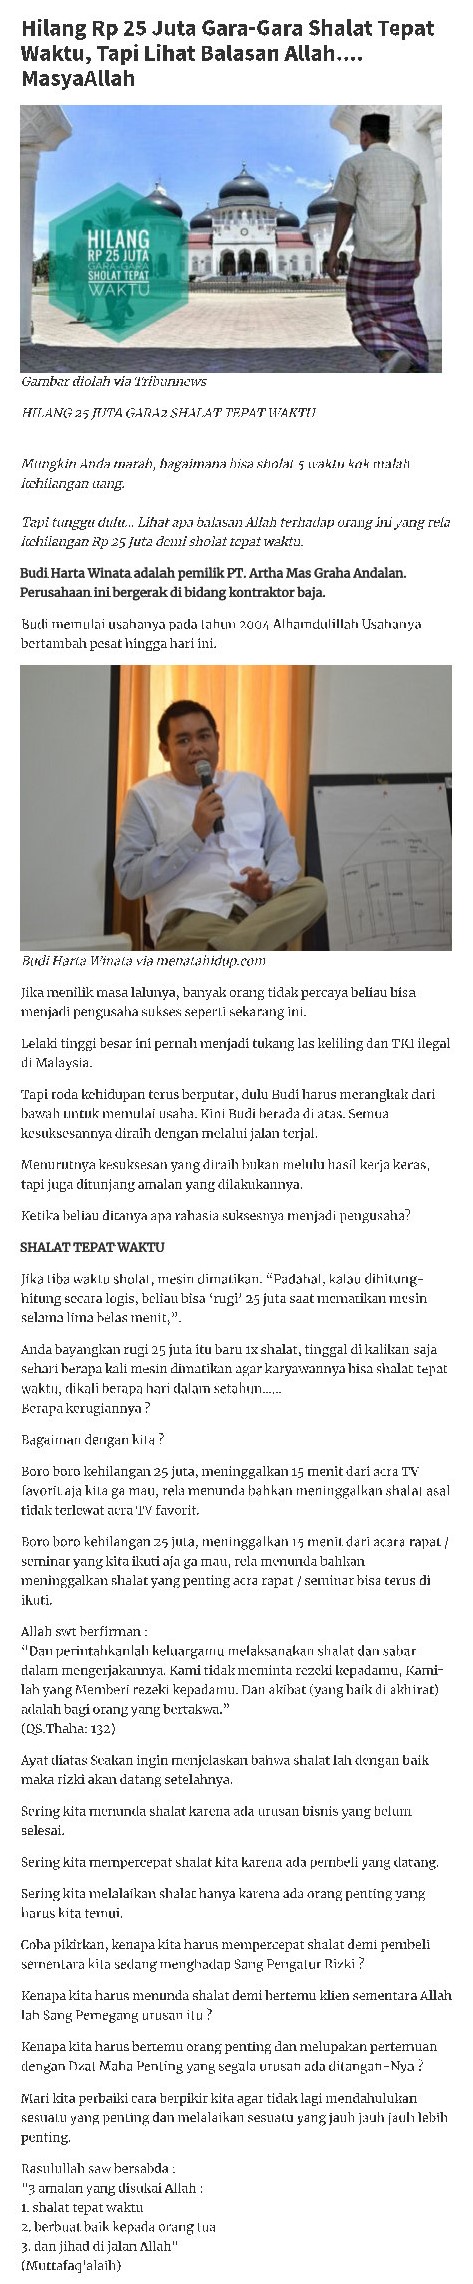 Hilang Rp 25 Juta Gara-Gara Shalat Tepat
Waktu, Tapi Lihat Balasan Allah....
MasyaAllah
HILANG
RP 25 JUTA
GARA-GARA
SHOLAT TEPAT
WAKTU
Gambar diolah via Tribunnews
HILANG 25 JUTA GARA2 SHALAT TEPAT WAKTU
Mungkin Anda marah, bagaimana bisa sholat 5 waktu kok malah
kehilangan uang.
Tapi tunggu dulu... Lihat apa balasan Allah terhadap orang ini yang rela
kehilangan Rp 25 Juta demi sholat tepat waktu.
Budi Harta Winata adalah pemilik PT. Artha Mas Graha Andalan.
Perusahaan ini bergerak di bidang kontraktor baja.
Budi memulai usahanya pada tahun 2004 Alhamdulillah Usahanya
bertambah pesat hingga hari ini.
Budi Harta Winata via menatahidup.com
Jika menilik masa lalunya, banyak orang tidak percaya beliau bisa
menjadi pengusaha sukses seperti sekarang ini.
Lelaki tinggi besar ini pernah menjadi tukang las keliling dan TKI ilegal
di Malaysia.
Tapi roda kehidupan terus berputar, dulu Budi harus merangkak dari
bawah untuk memulai usaha. Kini Budi berada di atas. Semua
kesuksesannya diraih dengan melalui jalan terjal.
Menurutnya kesuksesan yang diraih bukan melulu hasil kerja keras,
tapi juga ditunjang amalan yang dilakukannya.
Ketika beliau ditanya apa rahasia suksesnya menjadi pengusaha?
SHALAT TEPAT WAKTU
Jika tiba waktu sholat, mesin dimatikan. “Padahal, kalau dihitung-
hitung secara logis, beliau bisa ‘rugi’ 25 juta saat mematikan mesin
selama lima belas menit,”.
Anda bayangkan rugi 25 juta itu baru 1x shalat, tinggal di kalikan saja
sehari berapa kali mesin dimatikan agar karyawannya bisa shalat tepat
waktu, dikali berapa hari dalam setahun......
Berapa kerugiannya ?
Bagaiman dengan kita ?
Boro boro kehilangan 25 juta, meninggalkan 15 menit dari acra TV
favorit aja kita ga mau, rela menunda bahkan meninggalkan shalat asal
tidak terlewat acra TV favorit.
Boro boro kehilangan 25 juta, meninggalkan 15 menit dari acara rapat /
seminar yang kita ikuti aja ga mau, rela menunda bahkan
meninggalkan shalat yang penting acra rapat / seminar bisa terus di
ikuti.
Allah swt berfirman :
“Dan perintahkanlah keluargamu melaksanakan shalat dan sabar
dalam mengerjakannya. Kami tidak meminta rezeki kepadamu, Kami-
lah yang Memberi rezeki kepadamu. Dan akibat (yang baik di akhirat)
adalah bagi orang yang bertakwa.”
(QS.Thaha: 132)
Ayat diatas Seakan ingin menjelaskan bahwa shalat lah dengan baik
maka rizki akan datang setelahnya.
Sering kita menunda shalat karena ada urusan bisnis yang belum
selesai.
Sering kita mempercepat shalat kita karena ada pembeli yang datang.
Sering kita melalaikan shalat hanya karena ada orang penting yang
harus kita temui.
Coba pikirkan, kenapa kita harus mempercepat shalat demi pembeli
sementara kita sedang menghadap Sang Pengatur Rizki ?
Kenapa kita harus menunda shalat demi bertemu klien sementara Allah
lah Sang Pemegang urusan itu ?
Kenapa kita harus bertemu orang penting dan melupakan pertemuan
dengan Dzat Maha Penting yang segala urusan ada ditangan-Nya ?
Mari kita perbaiki cara berpikir kita agar tidak lagi mendahulukan
sesuatu yang penting dan melalaikan sesuatu yang jauh jauh jauh lebih
penting.
Rasulullah saw bersabda :
"3 amalan yang disukai Allah :
1. shalat tepat waktu
2. berbuat baik kepada orang tua
3. dan jihad di jalan Allah"
(Muttafaq'alaih)